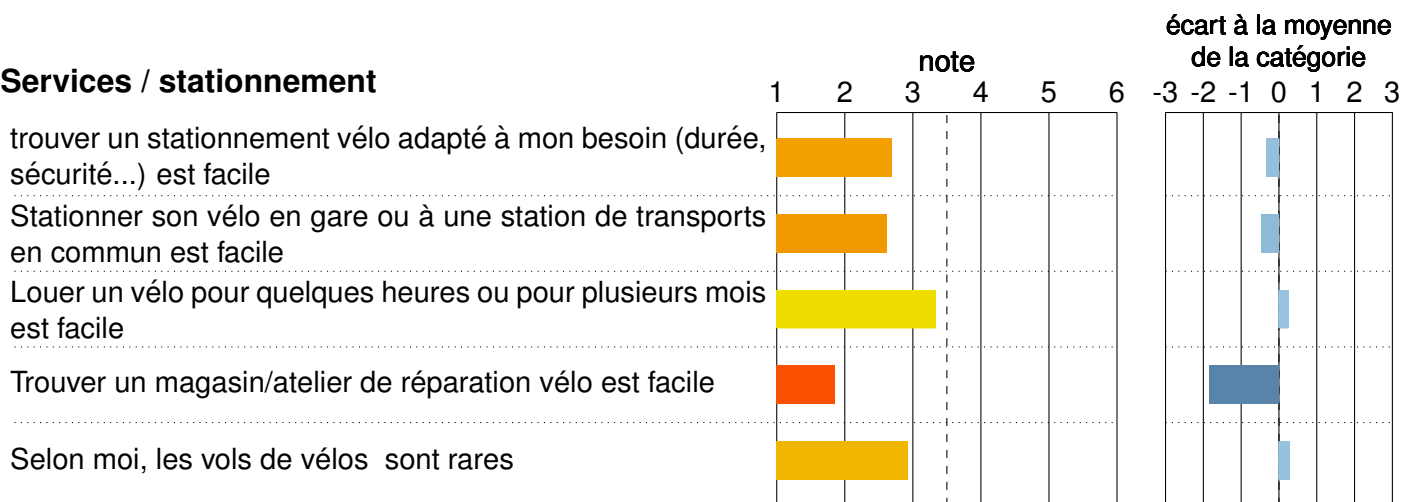 écart à la moyenne
note de la catégorie
Services / stationnement
1 2 3 4 5 6 -3 -2 -1 0 1 2 3
trouver un stationnement vélo adapté à mon besoin (durée,
sécurité...) est facile
Stationner son vélo en gare ou à une station de transports
en commun est facile
Louer un vélo pour quelques heures ou pour plusieurs mois
est facile
Trouver un magasin/atelier de réparation vélo est facile
Selon moi, les vols de vélos sont rares